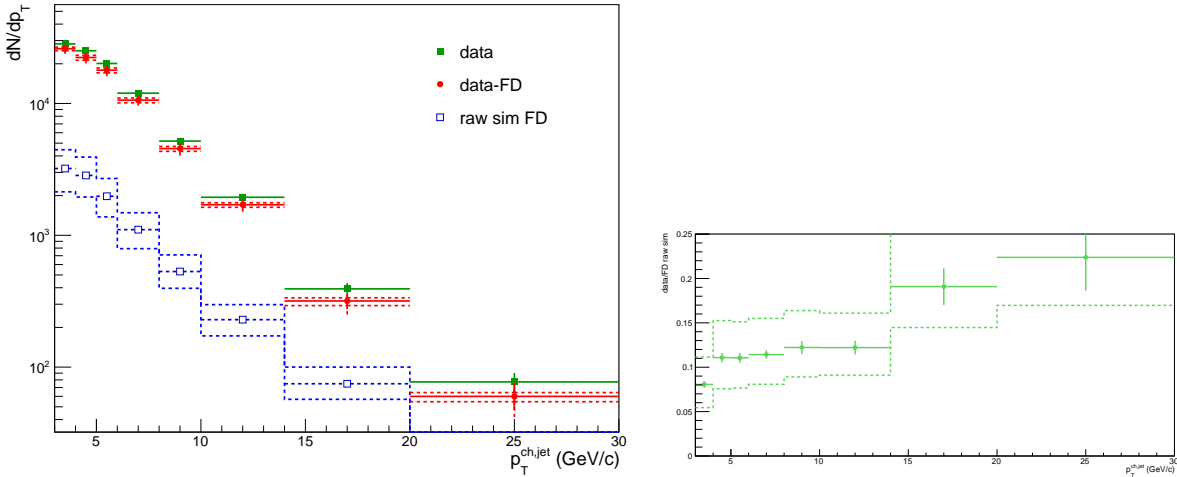 dN/dp_T
10^4
10^3
10^2
data
data-FD
raw sim FD
5 10 15 20 25 30
p_T^{ch,jet} (GeV/c)
data/FD raw sim
0.25
0.2
0.15
0.1
0.05
0
5 10 15 20 25 30
p_T^{ch,jet} (GeV/c)